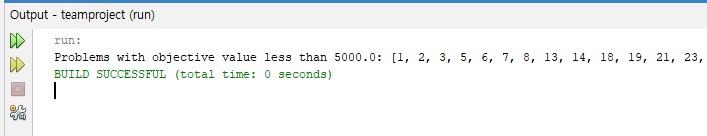 Output - teamproject (run)
run:
Problems with objective value less than 5000.0: [1, 2, 3, 5, 6, 7, 8, 13, 14, 18, 19, 21, 23,
BUILD SUCCESSFUL (total time: 0 seconds)